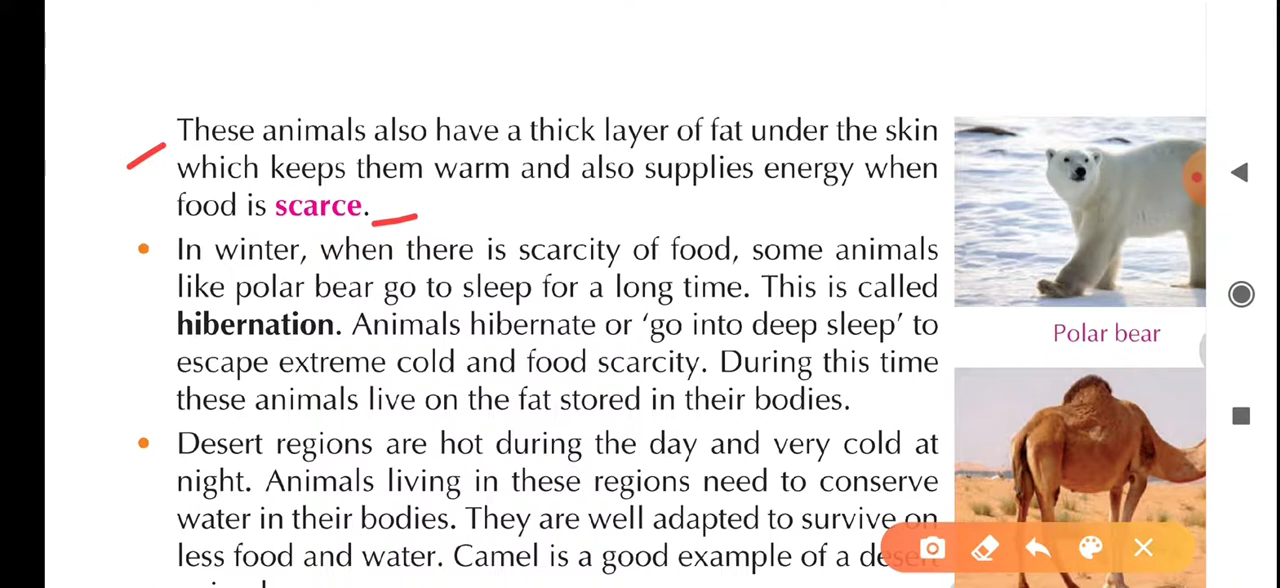 These animals also have a thick layer of fat under the skin
which keeps them warm and also supplies energy when
food is scarce.
• In winter, when there is scarcity of food, some animals
like polar bear go to sleep for a long time. This is called
hibernation. Animals hibernate or ‘go into deep sleep’ to
escape extreme cold and food scarcity. During this time
these animals live on the fat stored in their bodies.
• Desert regions are hot during the day and very cold at
night. Animals living in these regions need to conserve
water in their bodies. They are well adapted to survive on
less food and water. Camel is a good example of a desert
Polar bear